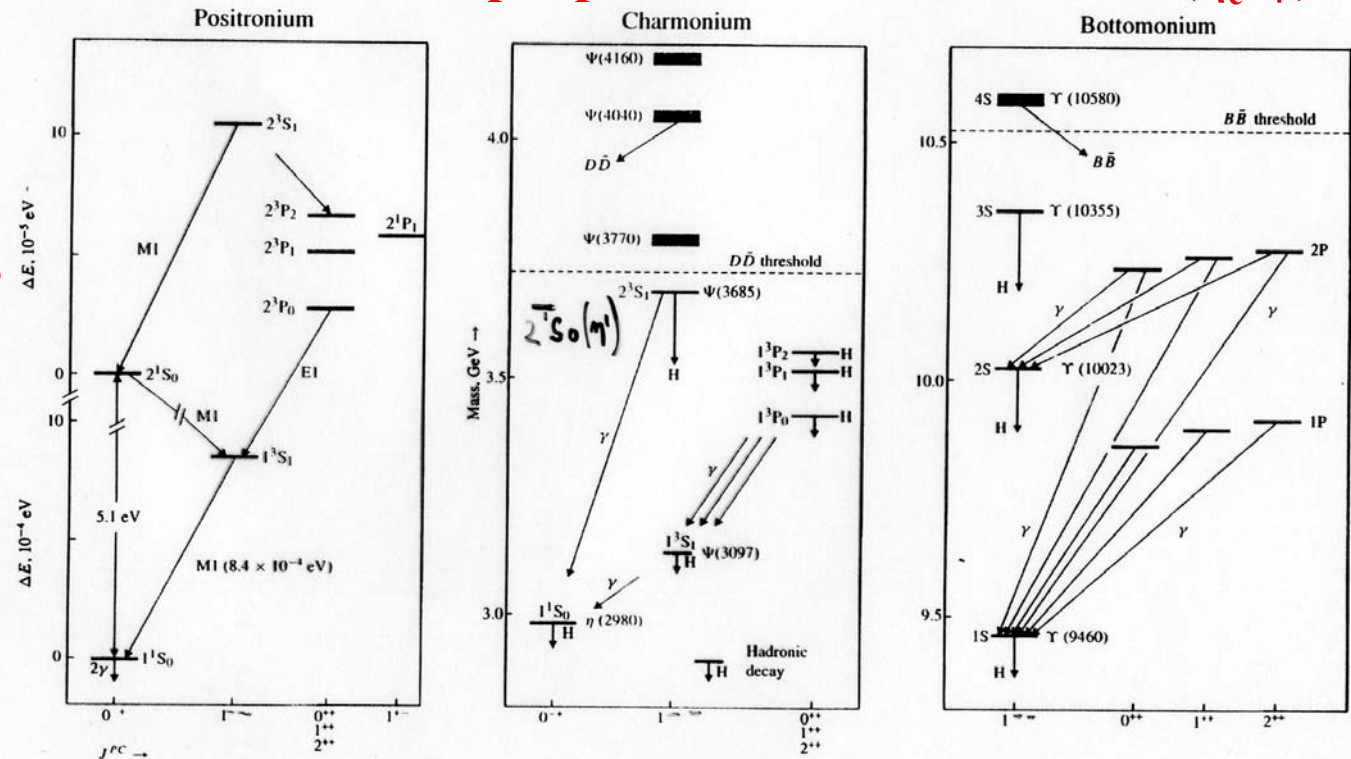 Positronium
10
2³S₁
2³P₂
2¹P₁
2³P₁
2³P₀
M1
ΔE, 10⁻⁵ eV
0
2¹S₀
E1
M1
10
1³S₁
5.1 eV
ΔE, 10⁻⁴ eV
M1 (8.4 × 10⁻⁴ eV)
0
2γ
1¹S₀
0⁻⁺
1⁻⁻
0⁺⁺
1⁺⁺
2⁺⁺
1⁺⁻
J^PC →
Charmonium
Ψ(4160)
4.0
Ψ(4040)
DD̄
Ψ(3770)
DD̄ threshold
2³S₁
Ψ(3685)
2¹S₀(η')
H
1³P₂
H
3.5
1³P₁
H
Mass. GeV →
1³P₀
H
γ
γ
1³S₁
Ψ(3097)
H
γ
3.0
1¹S₀
η (2980)
H
H
Hadronic
decay
0⁻⁺
1⁻⁻
0⁺⁺
1⁺⁺
2⁺⁺
Bottomonium
4S
Υ (10580)
BB̄ threshold
10.5
BB̄
3S
Υ (10355)
2P
H
γ
γ
10.0
2S
Υ (10023)
H
1P
γ
γ
9.5
1S
Υ (9460)
H
1⁻⁻
0⁺⁺
1⁺⁺
2⁺⁺